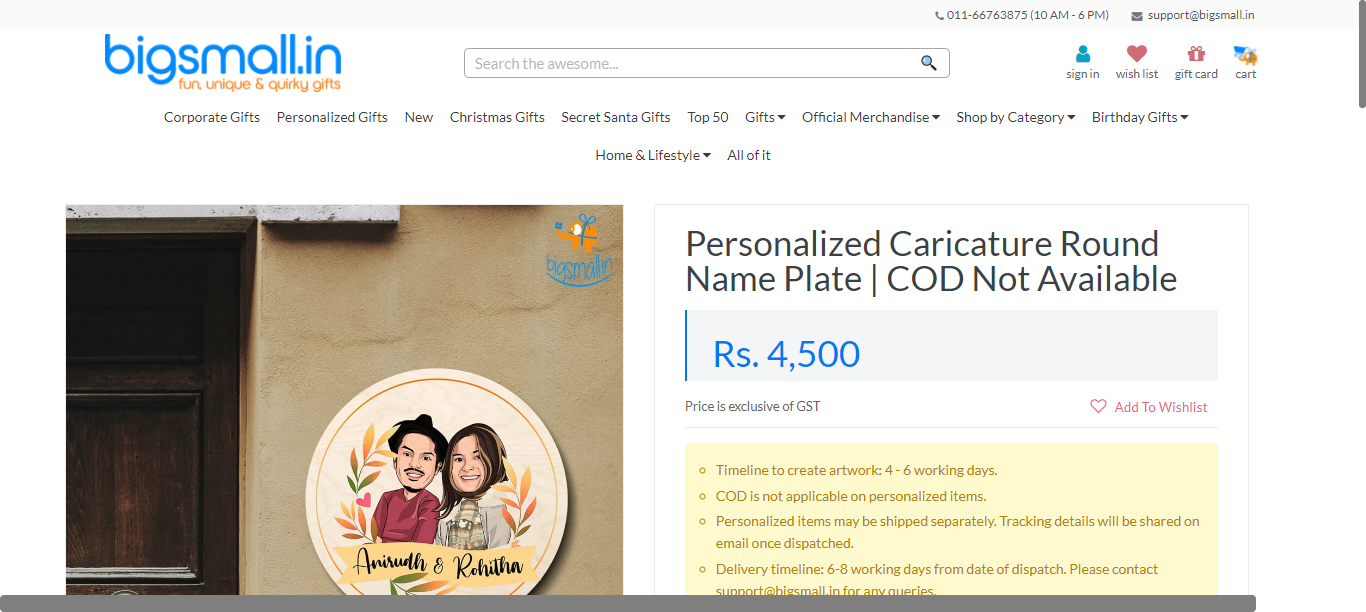 011-66763875 (10 AM - 6 PM) support@bigsmall.in
bigsmall.in
fun, unique & quirky gifts
Search the awesome...
sign in wish list gift card cart
Corporate Gifts Personalized Gifts New Christmas Gifts Secret Santa Gifts Top 50 Gifts Official Merchandise Shop by Category Birthday Gifts
Home & Lifestyle All of it
bigsmall.in
Anirudh & Rohitha
Personalized Caricature Round
Name Plate | COD Not Available
Rs. 4,500
Price is exclusive of GST
Add To Wishlist
Timeline to create artwork: 4 - 6 working days.
COD is not applicable on personalized items.
Personalized items may be shipped separately. Tracking details will be shared on
email once dispatched.
Delivery timeline: 6-8 working days from date of dispatch. Please contact
support@bigsmall.in for any queries.